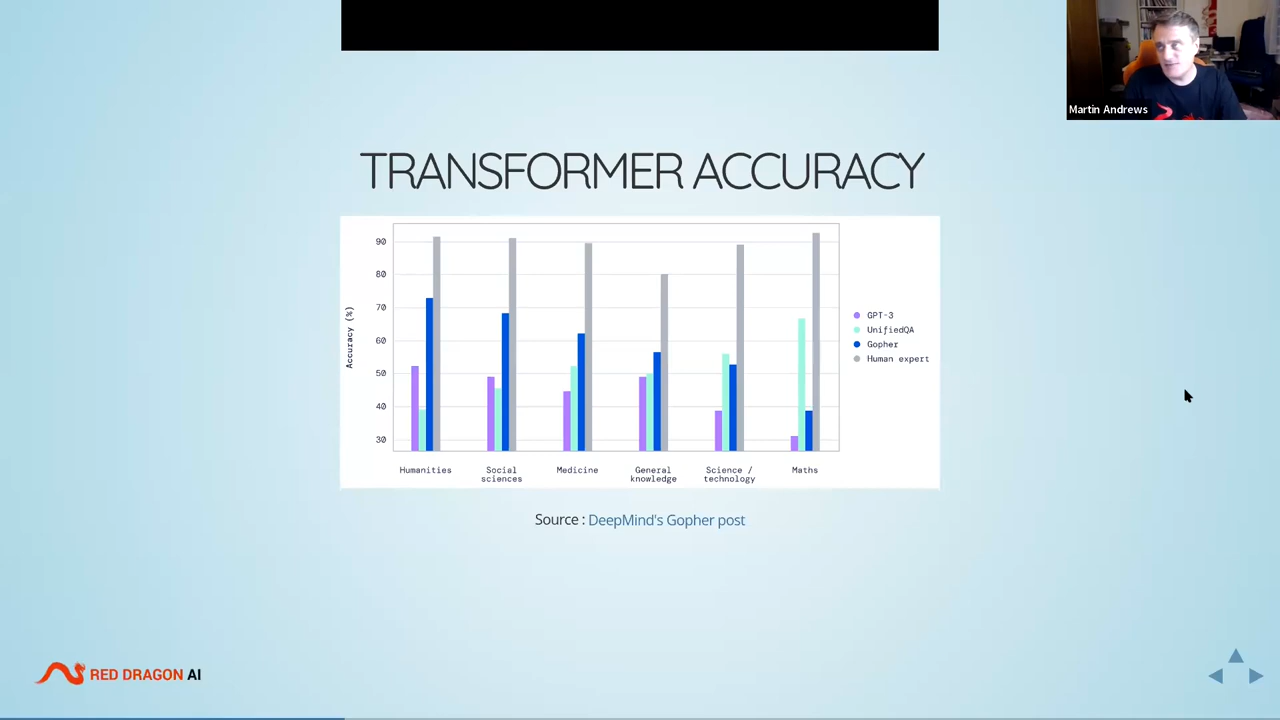 Martin Andrews
TRANSFORMER ACCURACY
90
80
70
60
50
40
30
Accuracy (%)
Humanities
Social
sciences
Medicine
General
knowledge
Science /
technology
Maths
GPT-3
UnifiedQA
Gopher
Human expert
Source : DeepMind's Gopher post
RED DRAGON AI